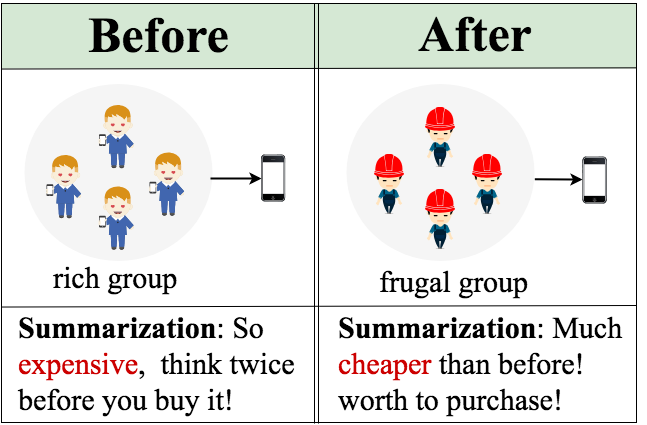 Before
After
rich group
frugal group
Summarization: So
expensive, think twice
before you buy it!
Summarization: Much
cheaper than before!
worth to purchase!